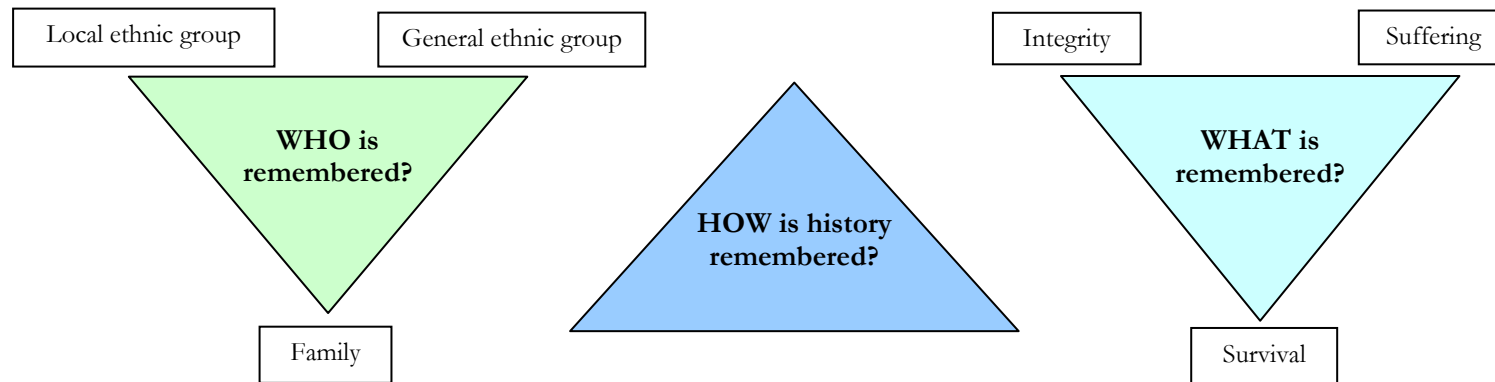 Local ethnic group
General ethnic group
Integrity
Suffering
WHO is
remembered?
HOW is history
remembered?
WHAT is
remembered?
Family
Survival